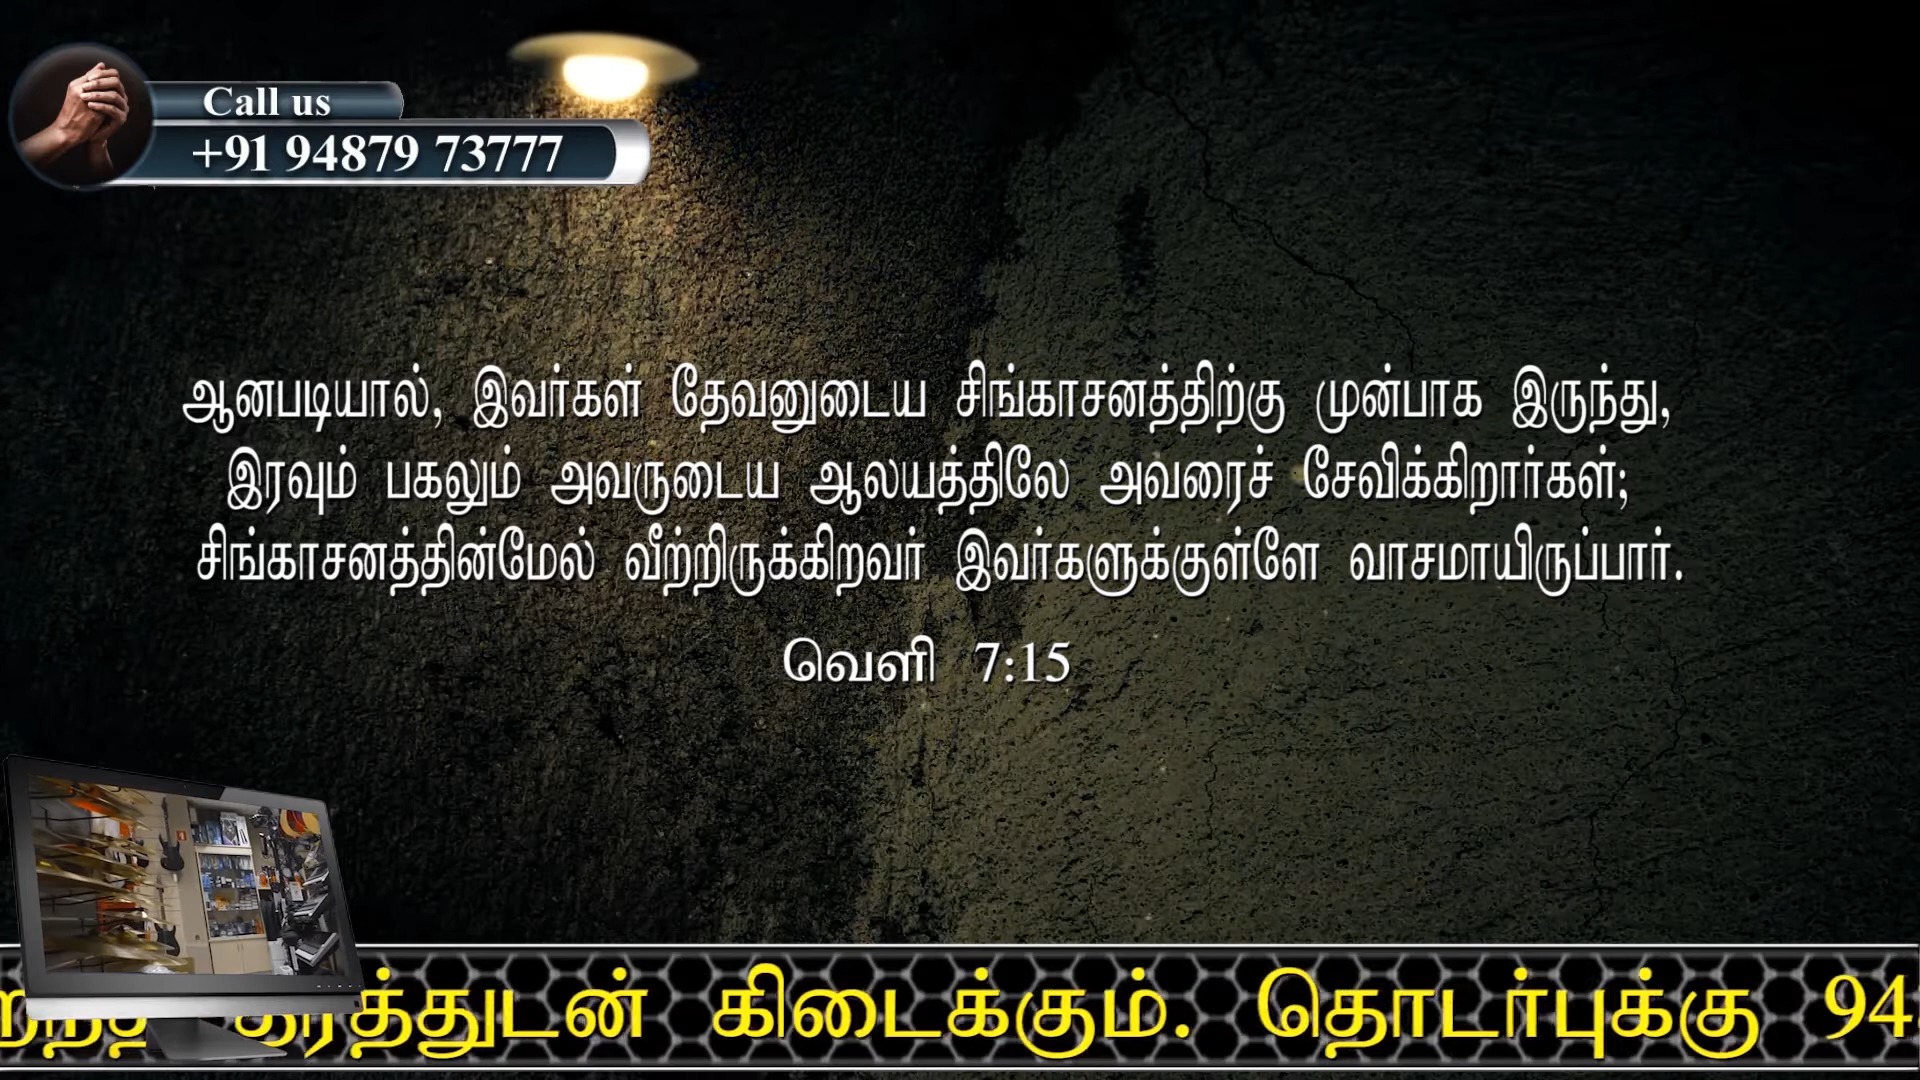 Call us
+91 94879 73777
ஆனபடியால், இவர்கள் தேவனுடைய சிங்காசனத்திற்கு முன்பாக இருந்து,
இரவும் பகலும் அவருடைய ஆலயத்திலே அவரைச் சேவிக்கிறார்கள்;
சிங்காசனத்தின்மேல் வீற்றிருக்கிறவர் இவர்களுக்குள்ளே வாசமாயிருப்பார்.
வெளி 7:15
கிடைக்கும். தொடர்புக்கு 94